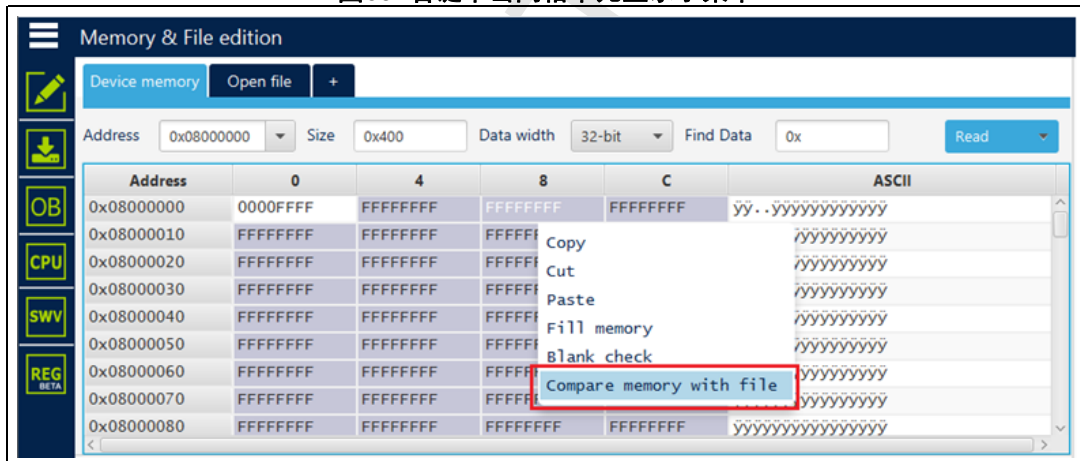 Memory & File edition
Device memory Open file +
Address 0x08000000 Size 0x400 Data width 32-bit Find Data 0x Read
Address 0 4 8 C ASCII
0x08000000 0000FFFF FFFFFFFF FFFFFFFF FFFFFFFF ÿÿ..ÿÿÿÿÿÿÿÿÿÿÿÿ
0x08000010 FFFFFFFF FFFFFFFF
0x08000020 FFFFFFFF FFFFFFFF
0x08000030 FFFFFFFF FFFFFFFF
0x08000040 FFFFFFFF FFFFFFFF
0x08000050 FFFFFFFF FFFFFFFF
0x08000060 FFFFFFFF FFFFFFFF
0x08000070 FFFFFFFF FFFFFFFF
0x08000080 FFFFFFFF FFFFFFFF FFFFFFFF FFFFFFFF ÿÿÿÿÿÿÿÿÿÿÿÿÿÿÿÿ
Copy
Cut
Paste
Fill memory
Blank check
Compare memory with file
OB
CPU
SWV
REG
BETA